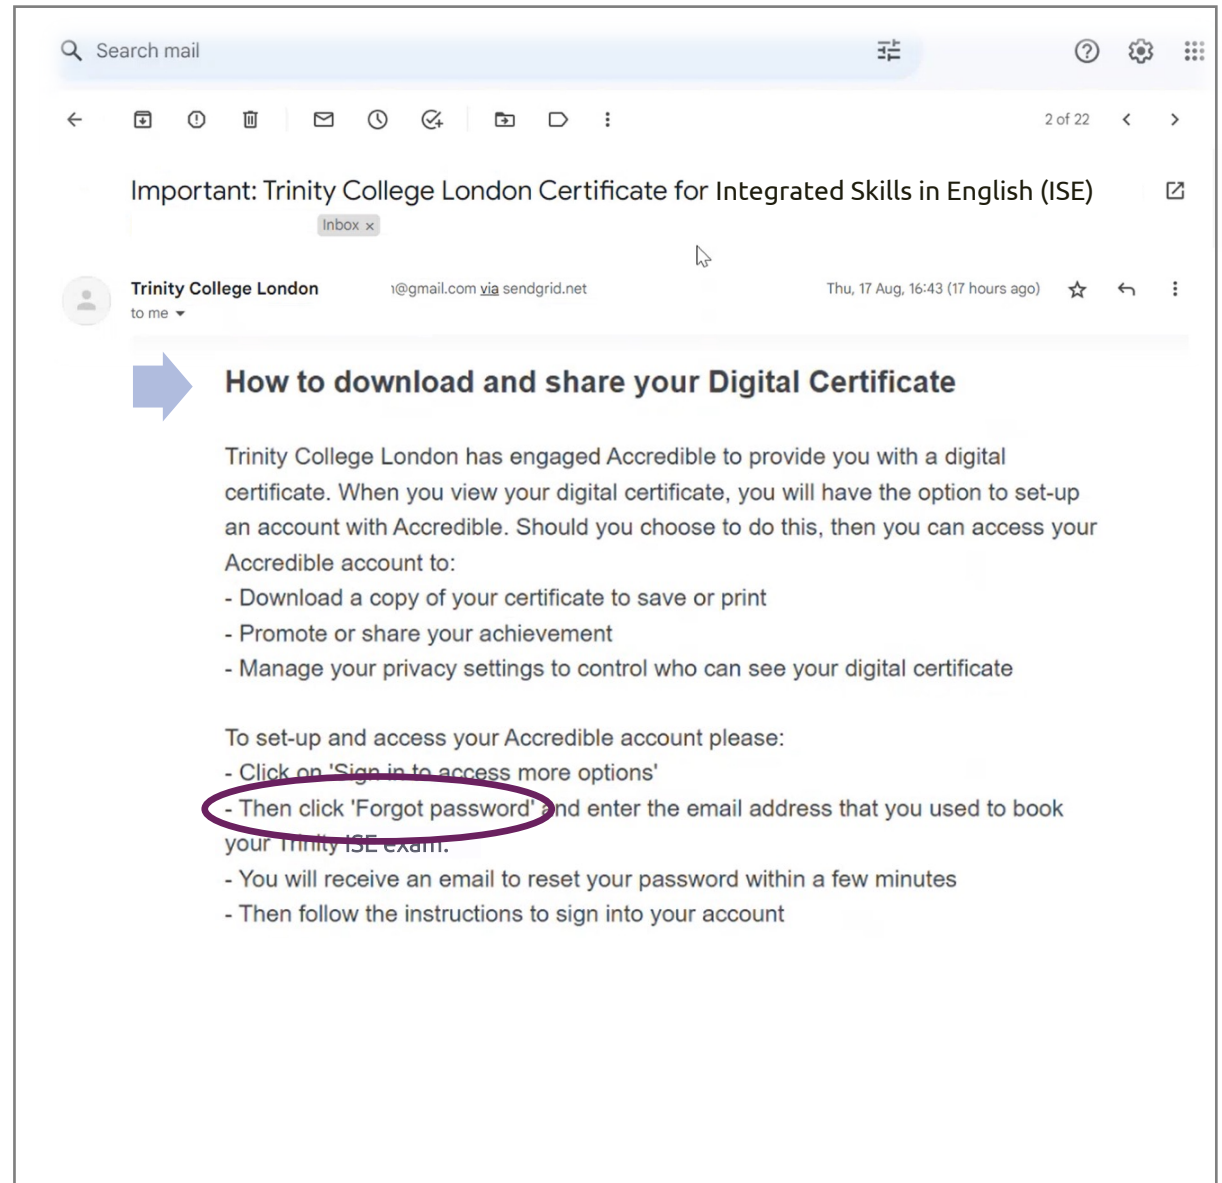 Search mail
2 of 22
Important: Trinity College London Certificate for Integrated Skills in English (ISE)
Inbox x
Trinity College London @gmail.com via sendgrid.net Thu, 17 Aug, 16:43 (17 hours ago)
to me
How to download and share your Digital Certificate
Trinity College London has engaged Accredible to provide you with a digital
certificate. When you view your digital certificate, you will have the option to set-up
an account with Accredible. Should you choose to do this, then you can access your
Accredible account to:
- Download a copy of your certificate to save or print
- Promote or share your achievement
- Manage your privacy settings to control who can see your digital certificate
To set-up and access your Accredible account please:
- Click on 'Sign in to access more options'
- Then click 'Forgot password' and enter the email address that you used to book
your Trinity ISE exam.
- You will receive an email to reset your password within a few minutes
- Then follow the instructions to sign into your account